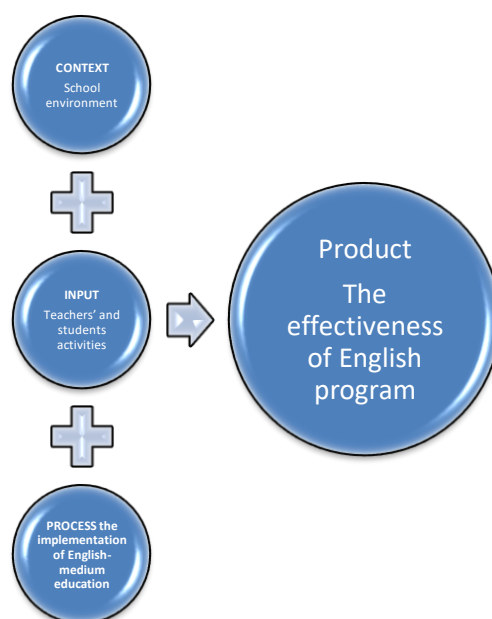 CONTEXT
School
environment
INPUT
Teachers' and
students
activities
PROCESS the
implementation
of English-
medium
education
Product
The
effectiveness
of English
program